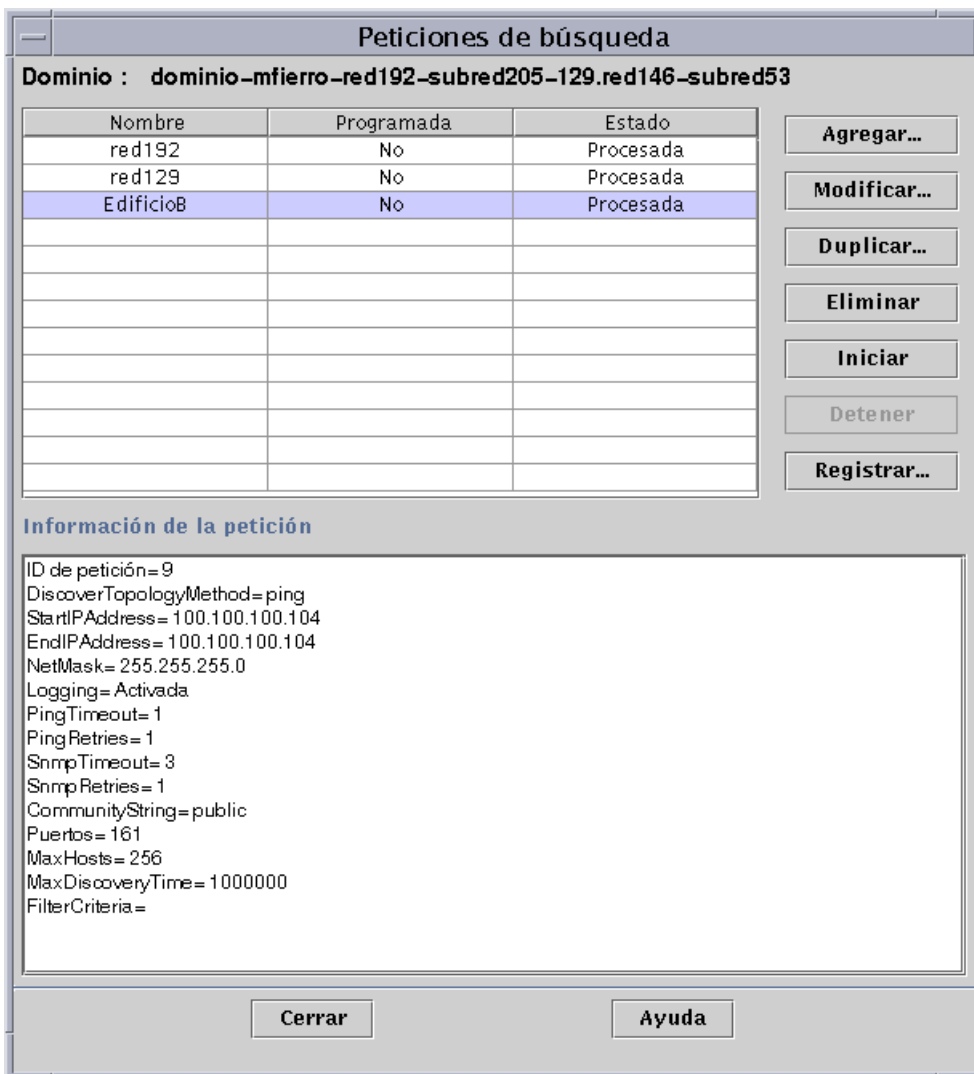 Peticiones de búsqueda
Dominio : dominio–mfierro–red192–subred205–129.red146–subred53
Nombre Programada Estado
red192 No Procesada
red129 No Procesada
EdificioB No Procesada
Agregar...
Modificar...
Duplicar...
Eliminar
Iniciar
Detener
Registrar...
Información de la petición
ID de petición=9
DiscoverTopologyMethod=ping
StartIPAddress=100.100.100.104
EndIPAddress=100.100.100.104
NetMask=255.255.255.0
Logging=Activada
PingTimeout=1
PingRetries=1
SnmpTimeout=3
SnmpRetries=1
CommunityString=public
Puertos=161
MaxHosts=256
MaxDiscoveryTime=1000000
FilterCriteria=
Cerrar Ayuda